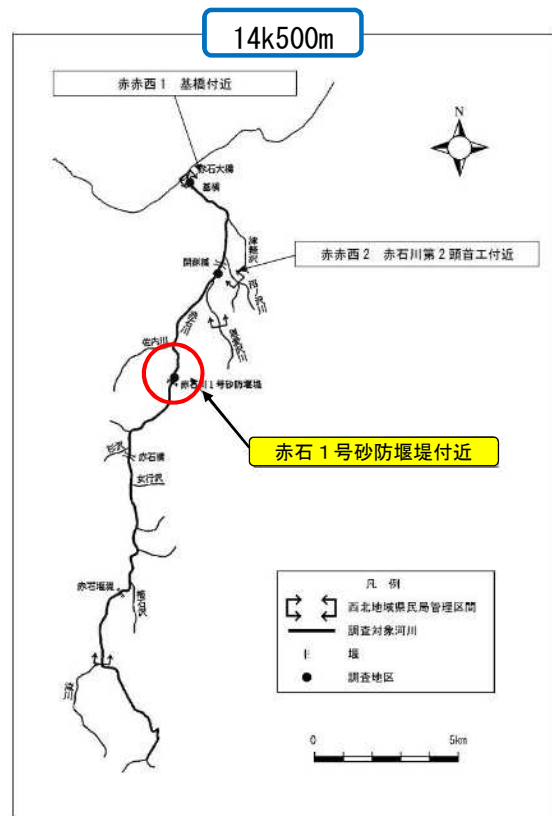 14k500m
赤赤西1 基橋付近
N
赤石大橋
基橋
赤赤西2 赤石川第2頭首工付近
赤石川
佐内川
赤石川1号砂防堰堤
赤石1号砂防堰堤付近
赤石橋
女行沢
赤石堰堤
滝川
凡 例
西北地域県民局管理区間
調査対象河川
堰
調査地区
0 5km